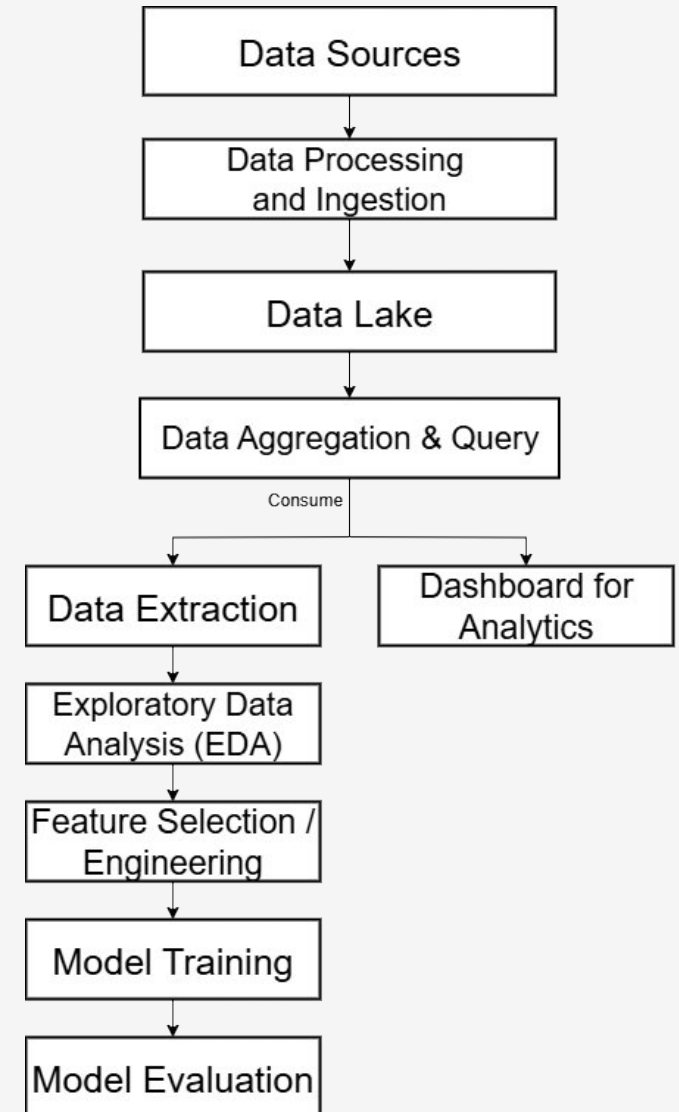 Data Sources
Data Processing
and Ingestion
Data Lake
Data Aggregation & Query
Consume
Data Extraction
Dashboard for
Analytics
Exploratory Data
Analysis (EDA)
Feature Selection /
Engineering
Model Training
Model Evaluation